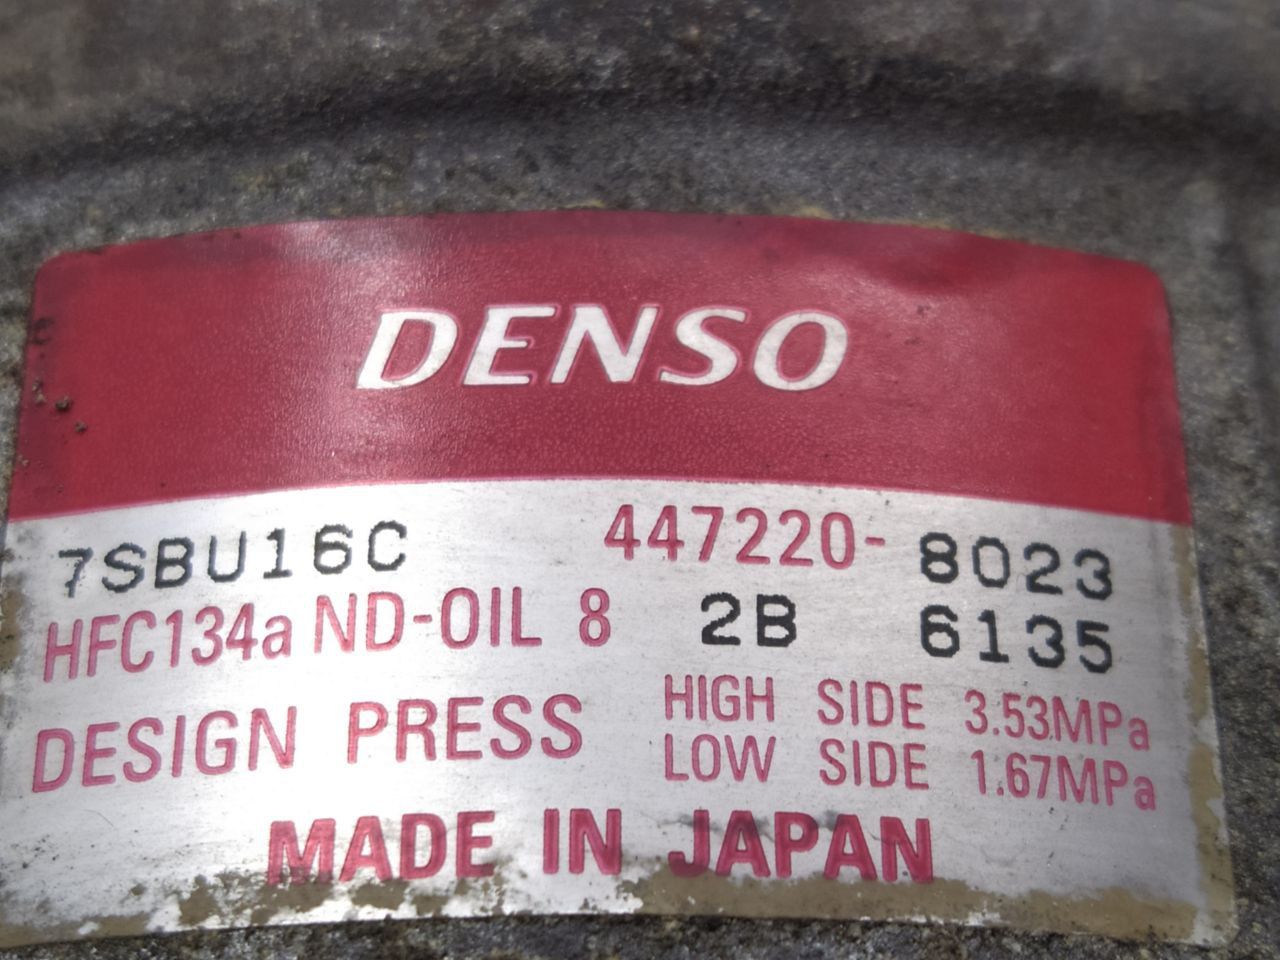 DENSO
7SBU16C 447220- 8023
HFC134a ND-OIL 8 2B 6135
DESIGN PRESS HIGH SIDE 3.53MPa
LOW SIDE 1.67MPa
MADE IN JAPAN